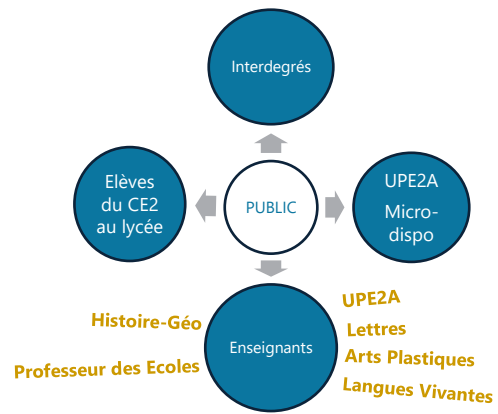 Interdegrés
Elèves
du CE2
au lycée
PUBLIC
UPE2A
Micro-
dispo
Enseignants
Histoire-Géo
Professeur des Ecoles
UPE2A
Lettres
Arts Plastiques
Langues Vivantes